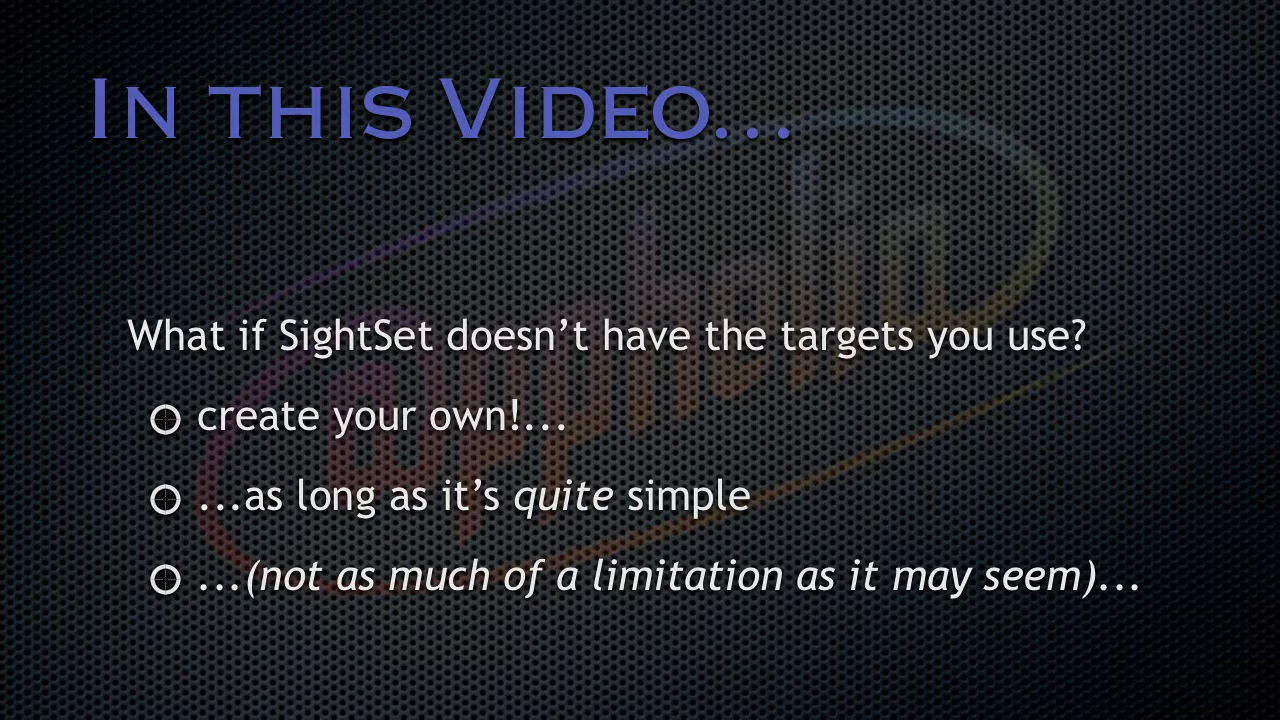 In this Video...
What if SightSet doesn’t have the targets you use?
create your own!...
...as long as it’s quite simple
...(not as much of a limitation as it may seem)...